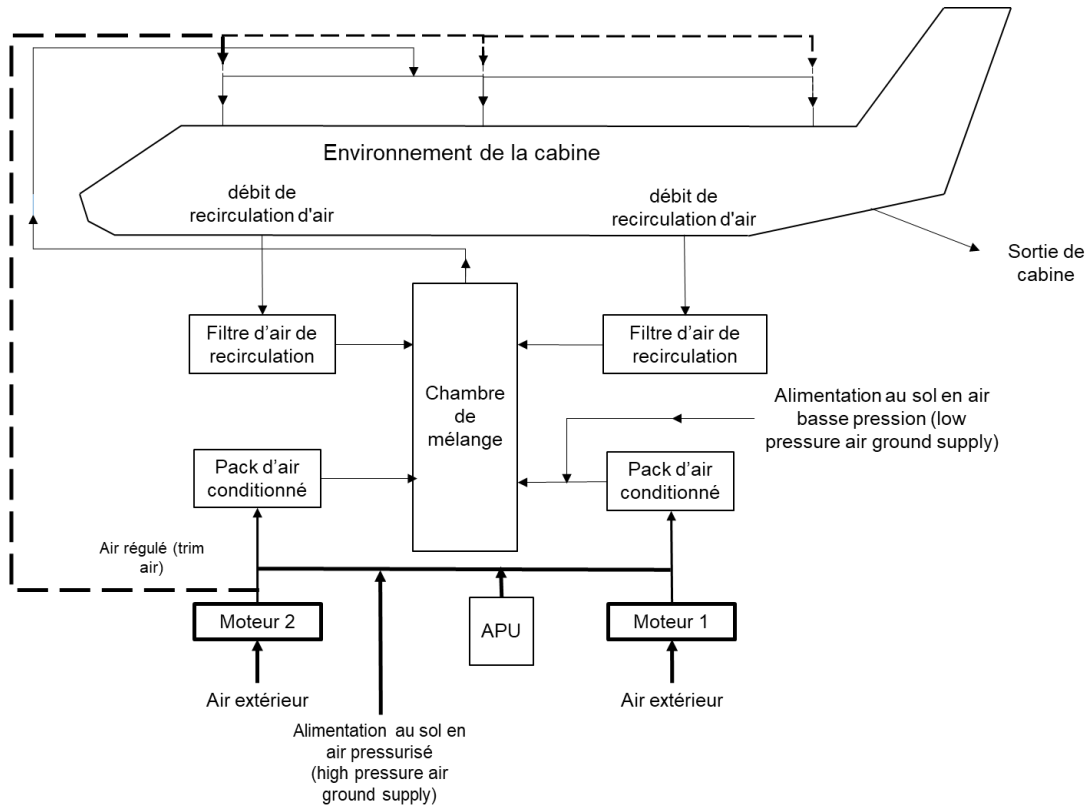 Environnement de la cabine
débit de
recirculation d'air
débit de
recirculation d'air
Sortie de
cabine
Filtre d’air de
recirculation
Filtre d’air de
recirculation
Chambre
de
mélange
Alimentation au sol en air
basse pression (low
pressure air ground supply)
Pack d’air
conditionné
Pack d’air
conditionné
Air régulé (trim
air)
Moteur 2
APU
Moteur 1
Air extérieur
Air extérieur
Alimentation au sol en
air pressurisé
(high pressure air
ground supply)